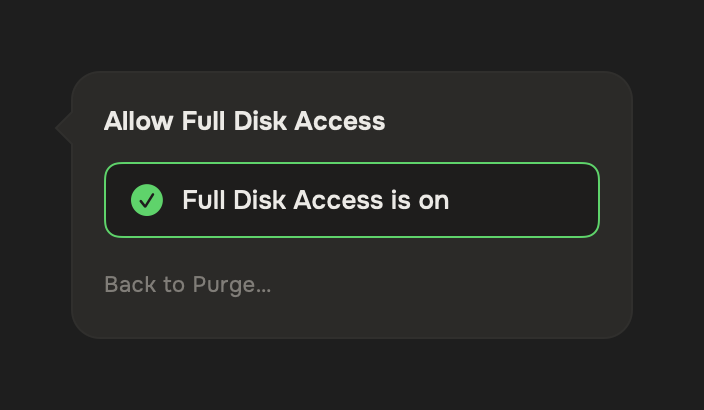 Allow Full Disk Access
Full Disk Access is on
Back to Purge...